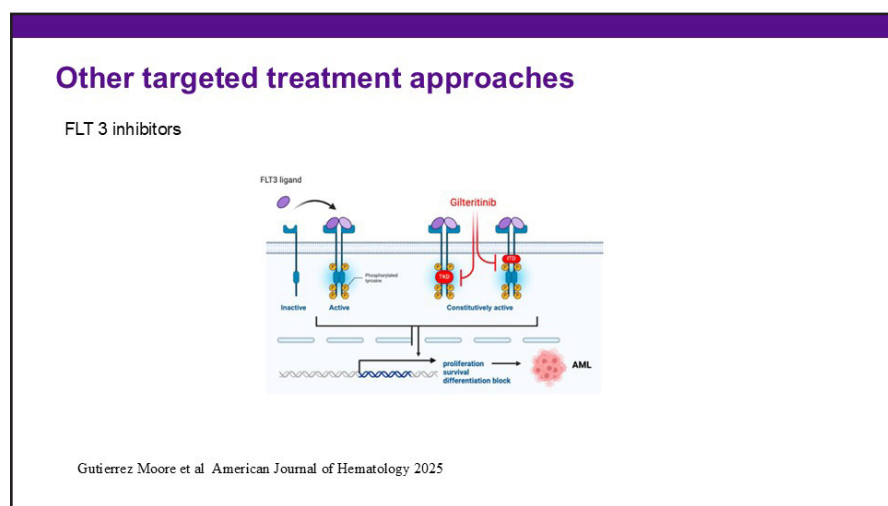 Other targeted treatment approaches
FLT 3 inhibitors
FLT3 ligand
Gilteritinib
ITD
TKD
Phosphorylated
tyrosine
P
Inactive
Active
Constitutively active
proliferation
survival
differentiation block
AML
Gutierrez Moore et al American Journal of Hematology 2025